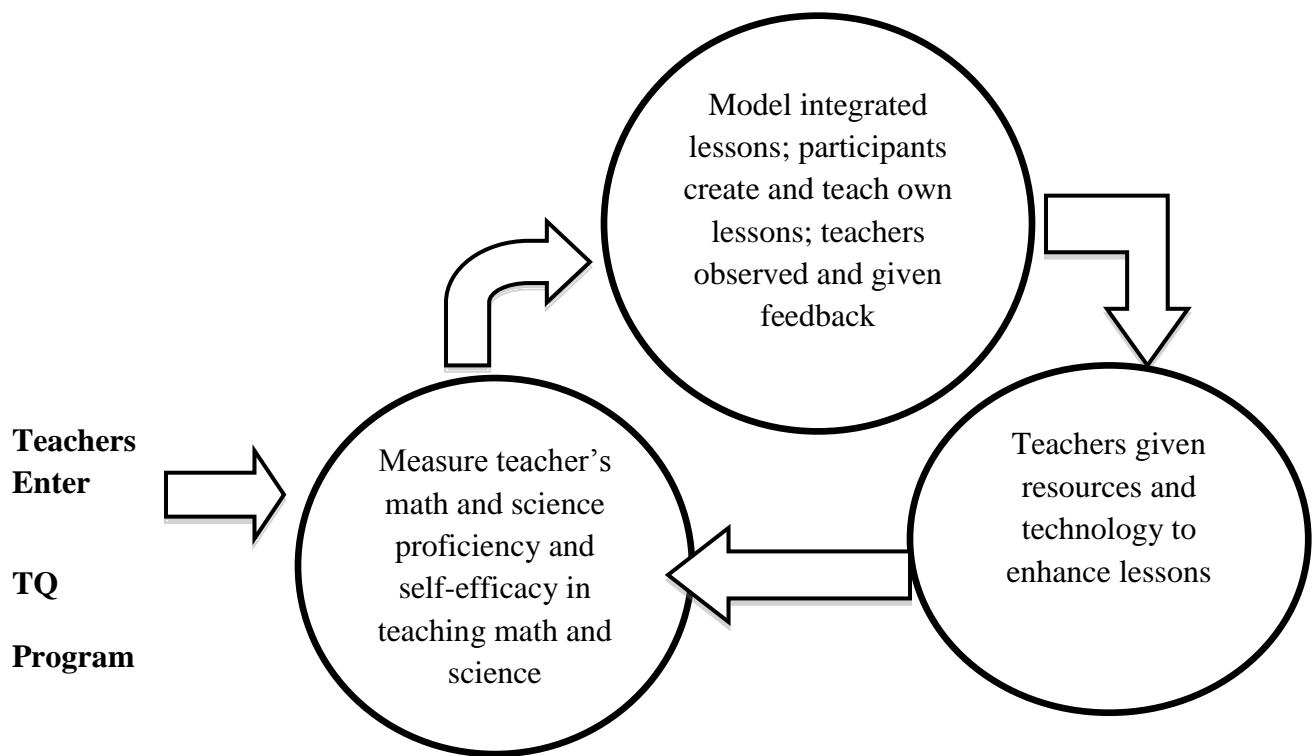 Teachers
Enter
TQ
Program
Measure teacher’s
math and science
proficiency and
self-efficacy in
teaching math and
science
Model integrated
lessons; participants
create and teach own
lessons; teachers
observed and given
feedback
Teachers given
resources and
technology to
enhance lessons